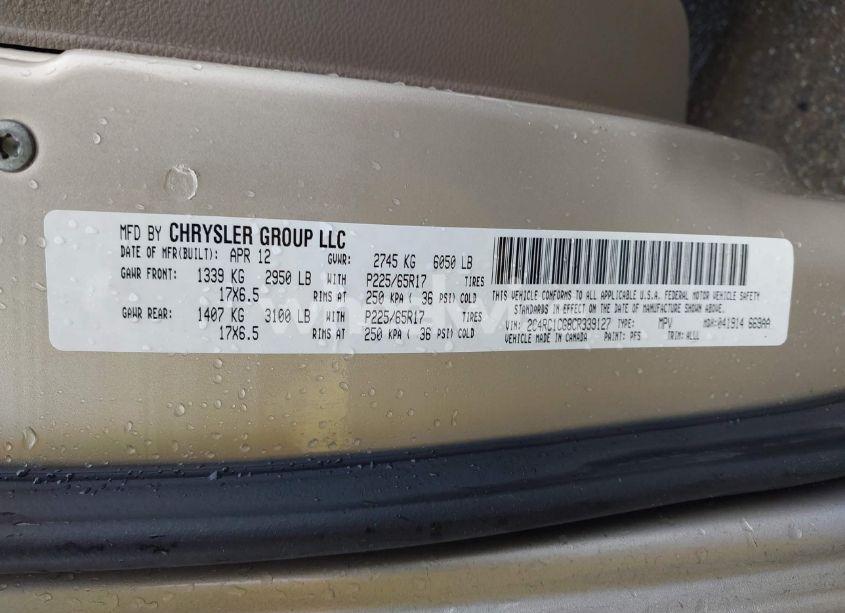 MFD BY CHRYSLER GROUP LLC
DATE OF MFR(BUILT): APR 12 GVWR: 2745 KG 6050 LB
GAWR FRONT: 1339 KG 2950 LB WITH P225/65R17 TIRES
17X6.5 RIMS AT 250 KPA ( 36 PSI) COLD
GAWR REAR: 1407 KG 3100 LB WITH P225/65R17 TIRES
17X6.5 RIMS AT 250 KPA ( 36 PSI) COLD
THIS VEHICLE CONFORMS TO ALL APPLICABLE U.S.A. FEDERAL MOTOR VEHICLE SAFETY
STANDARDS IN EFFECT ON THE DATE OF MANUFACTURE SHOWN ABOVE.
VIN: 2C4RC1CG8CR339127 TYPE: MPV MDH: 041914 669AA
VEHICLE MADE IN CANADA PAINT: PFS TRIM: ALLL